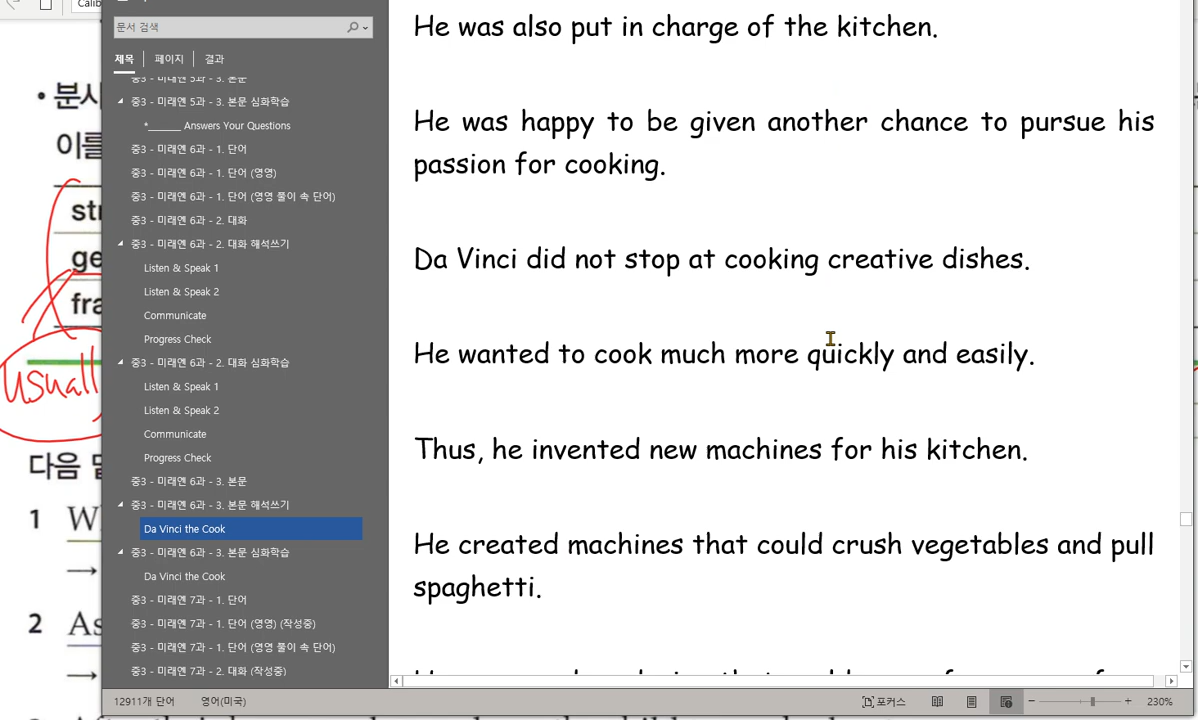 Calib
문서 검색
제목
페이지
결과
중3 - 미래엔 5과 - 3. 본문
중3 - 미래엔 5과 - 3. 본문 심화학습
*______ Answers Your Questions
중3 - 미래엔 6과 - 1. 단어
중3 - 미래엔 6과 - 1. 단어 (영영)
중3 - 미래엔 6과 - 1. 단어 (영영 풀이 속 단어)
중3 - 미래엔 6과 - 2. 대화
중3 - 미래엔 6과 - 2. 대화 해석쓰기
Listen & Speak 1
Listen & Speak 2
Communicate
Progress Check
중3 - 미래엔 6과 - 2. 대화 심화학습
Listen & Speak 1
Listen & Speak 2
Communicate
Progress Check
중3 - 미래엔 6과 - 3. 본문
중3 - 미래엔 6과 - 3. 본문 해석쓰기
Da Vinci the Cook
중3 - 미래엔 6과 - 3. 본문 심화학습
Da Vinci the Cook
중3 - 미래엔 7과 - 1. 단어
중3 - 미래엔 7과 - 1. 단어 (영영) (작성중)
중3 - 미래엔 7과 - 1. 단어 (영영 풀이 속 단어)
중3 - 미래엔 7과 - 2. 대화 (작성중)
He was also put in charge of the kitchen.
He was happy to be given another chance to pursue his
passion for cooking.
Da Vinci did not stop at cooking creative dishes.
He wanted to cook much more quickly and easily.
Thus, he invented new machines for his kitchen.
He created machines that could crush vegetables and pull
spaghetti.
• 분사
이를
str
ge
fra
usuall
다음
1 W
→
2 As
→
12911개 단어
영어(미국)
포커스
230%